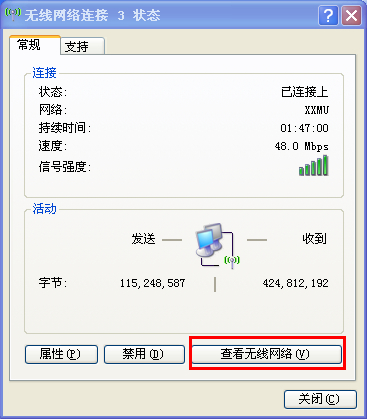 无线网络连接 3 状态
常规 支持
连接
状态: 已连接上
网络: XXMU
持续时间: 01:47:00
速度: 48.0 Mbps
信号强度:
活动
发送 收到
字节: 115,248,587 424,812,192
属性(P) 禁用(D) 查看无线网络(V)
关闭(C)